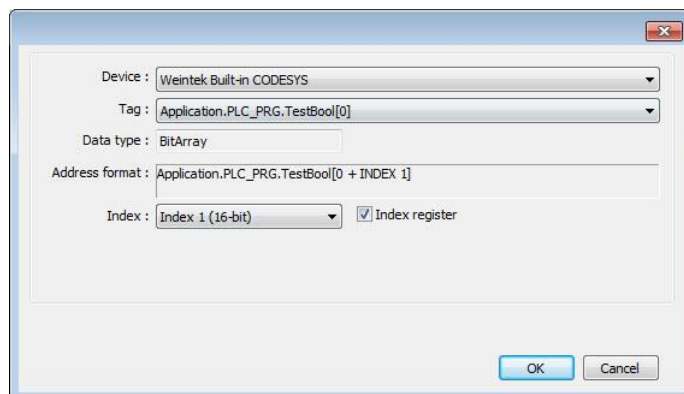 Device : Weintek Built-in CODESYS
Tag : Application.PLC_PRG.TestBool[0]
Data type : BitArray
Address format : Application.PLC_PRG.TestBool[0 + INDEX 1]
Index : Index 1 (16-bit) Index register
OK Cancel